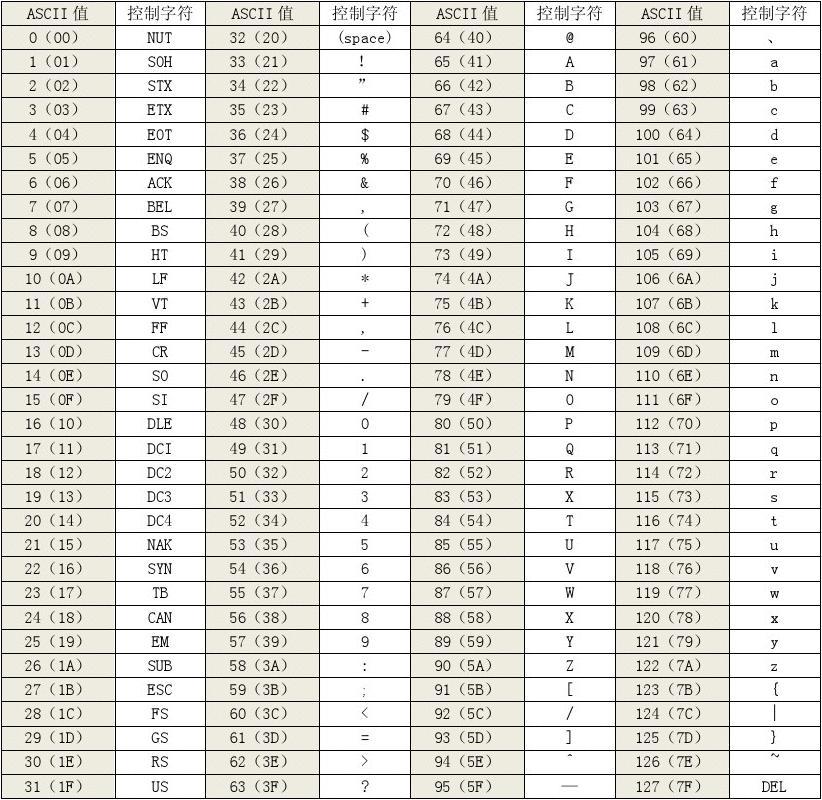 ASCII 值 控制字符 ASCII 值 控制字符 ASCII 值 控制字符 ASCII 值 控制字符
0（00） NUT 32（20） (space) 64（40） @ 96（60） 、
1（01） SOH 33（21） ! 65（41） A 97（61） a
2（02） STX 34（22） ” 66（42） B 98（62） b
3（03） ETX 35（23） # 67（43） C 99（63） c
4（04） EOT 36（24） $ 68（44） D 100（64） d
5（05） ENQ 37（25） % 69（45） E 101（65） e
6（06） ACK 38（26） & 70（46） F 102（66） f
7（07） BEL 39（27） , 71（47） G 103（67） g
8（08） BS 40（28） ( 72（48） H 104（68） h
9（09） HT 41（29） ) 73（49） I 105（69） i
10（0A） LF 42（2A） * 74（4A） J 106（6A） j
11（0B） VT 43（2B） + 75（4B） K 107（6B） k
12（0C） FF 44（2C） , 76（4C） L 108（6C） l
13（0D） CR 45（2D） - 77（4D） M 109（6D） m
14（0E） SO 46（2E） . 78（4E） N 110（6E） n
15（0F） SI 47（2F） / 79（4F） O 111（6F） o
16（10） DLE 48（30） 0 80（50） P 112（70） p
17（11） DCI 49（31） 1 81（51） Q 113（71） q
18（12） DC2 50（32） 2 82（52） R 114（72） r
19（13） DC3 51（33） 3 83（53） X 115（73） s
20（14） DC4 52（34） 4 84（54） T 116（74） t
21（15） NAK 53（35） 5 85（55） U 117（75） u
22（16） SYN 54（36） 6 86（56） V 118（76） v
23（17） TB 55（37） 7 87（57） W 119（77） w
24（18） CAN 56（38） 8 88（58） X 120（78） x
25（19） EM 57（39） 9 89（59） Y 121（79） y
26（1A） SUB 58（3A） : 90（5A） Z 122（7A） z
27（1B） ESC 59（3B） ; 91（5B） [ 123（7B） {
28（1C） FS 60（3C） < 92（5C） / 124（7C） |
29（1D） GS 61（3D） = 93（5D） ] 125（7D） }
30（1E） RS 62（3E） > 94（5E） ^ 126（7E） ~
31（1F） US 63（3F） ? 95（5F） — 127（7F） DEL